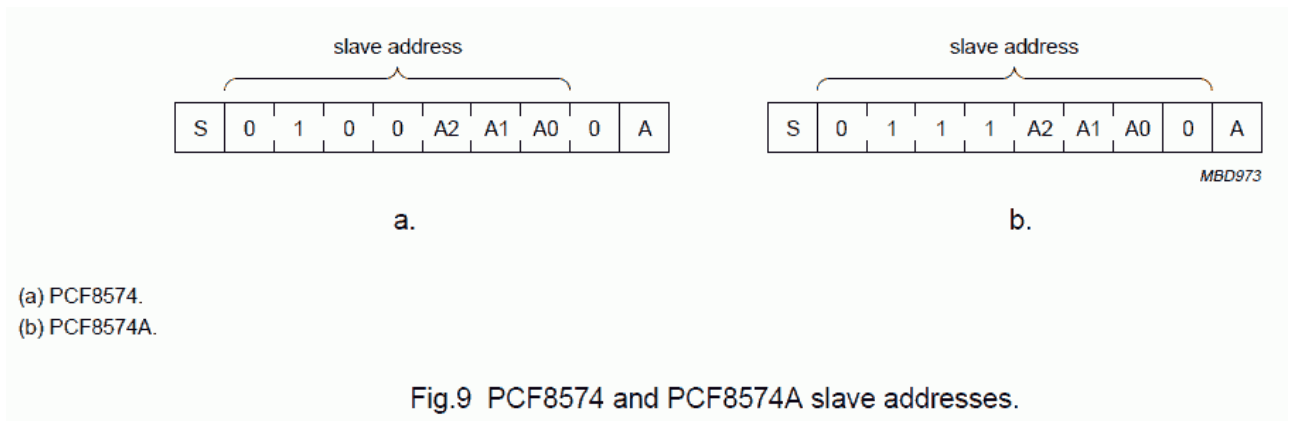 slave address slave address
S 0 1 0 0 A2 A1 A0 0 A S 0 1 1 1 A2 A1 A0 0 A
MBD973
a. b.
(a) PCF8574.
(b) PCF8574A.
Fig.9 PCF8574 and PCF8574A slave addresses.